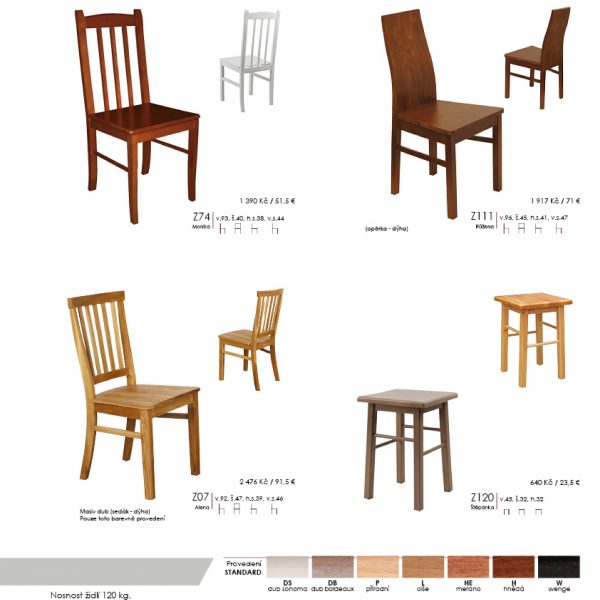 1 390 Kč / 51,5 €
Z74
Monika
v.93, š.40, h.s.38, v.s.44
1 917 Kč / 71 €
(opěrka - dýha)
Z111
Růžena
v.96, š.45, h.s.41, v.s.47
2 476 Kč / 91,5 €
Masiv dub (sedák - dýha)
Pouze toto barevné provedení
Z07
Alena
v.92, š.47, h.s.39, v.s.46
640 Kč / 23,5 €
Z120
Štěpánka
v.45, š.32, h.32
Provedení
STANDARD
DS
dub sonoma
DB
dub bordeaux
P
přírodní
L
olše
HE
merano
H
hnědá
W
wenge
Nosnost židlí 120 kg.